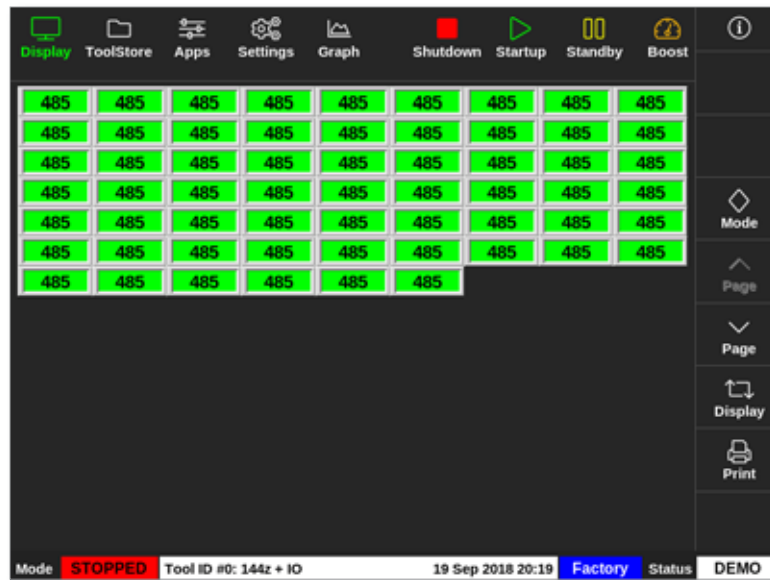 Display ToolStore Apps Settings Graph Shutdown Startup Standby Boost
485 485 485 485 485 485 485 485 485
485 485 485 485 485 485 485 485 485
485 485 485 485 485 485 485 485 485
485 485 485 485 485 485 485 485 485
485 485 485 485 485 485 485 485 485
485 485 485 485 485 485 485 485 485
485 485 485 485 485 485
Mode
Page
Page
Display
Print
Mode STOPPED Tool ID #0: 144z + IO 19 Sep 2018 20:19 Factory Status DEMO